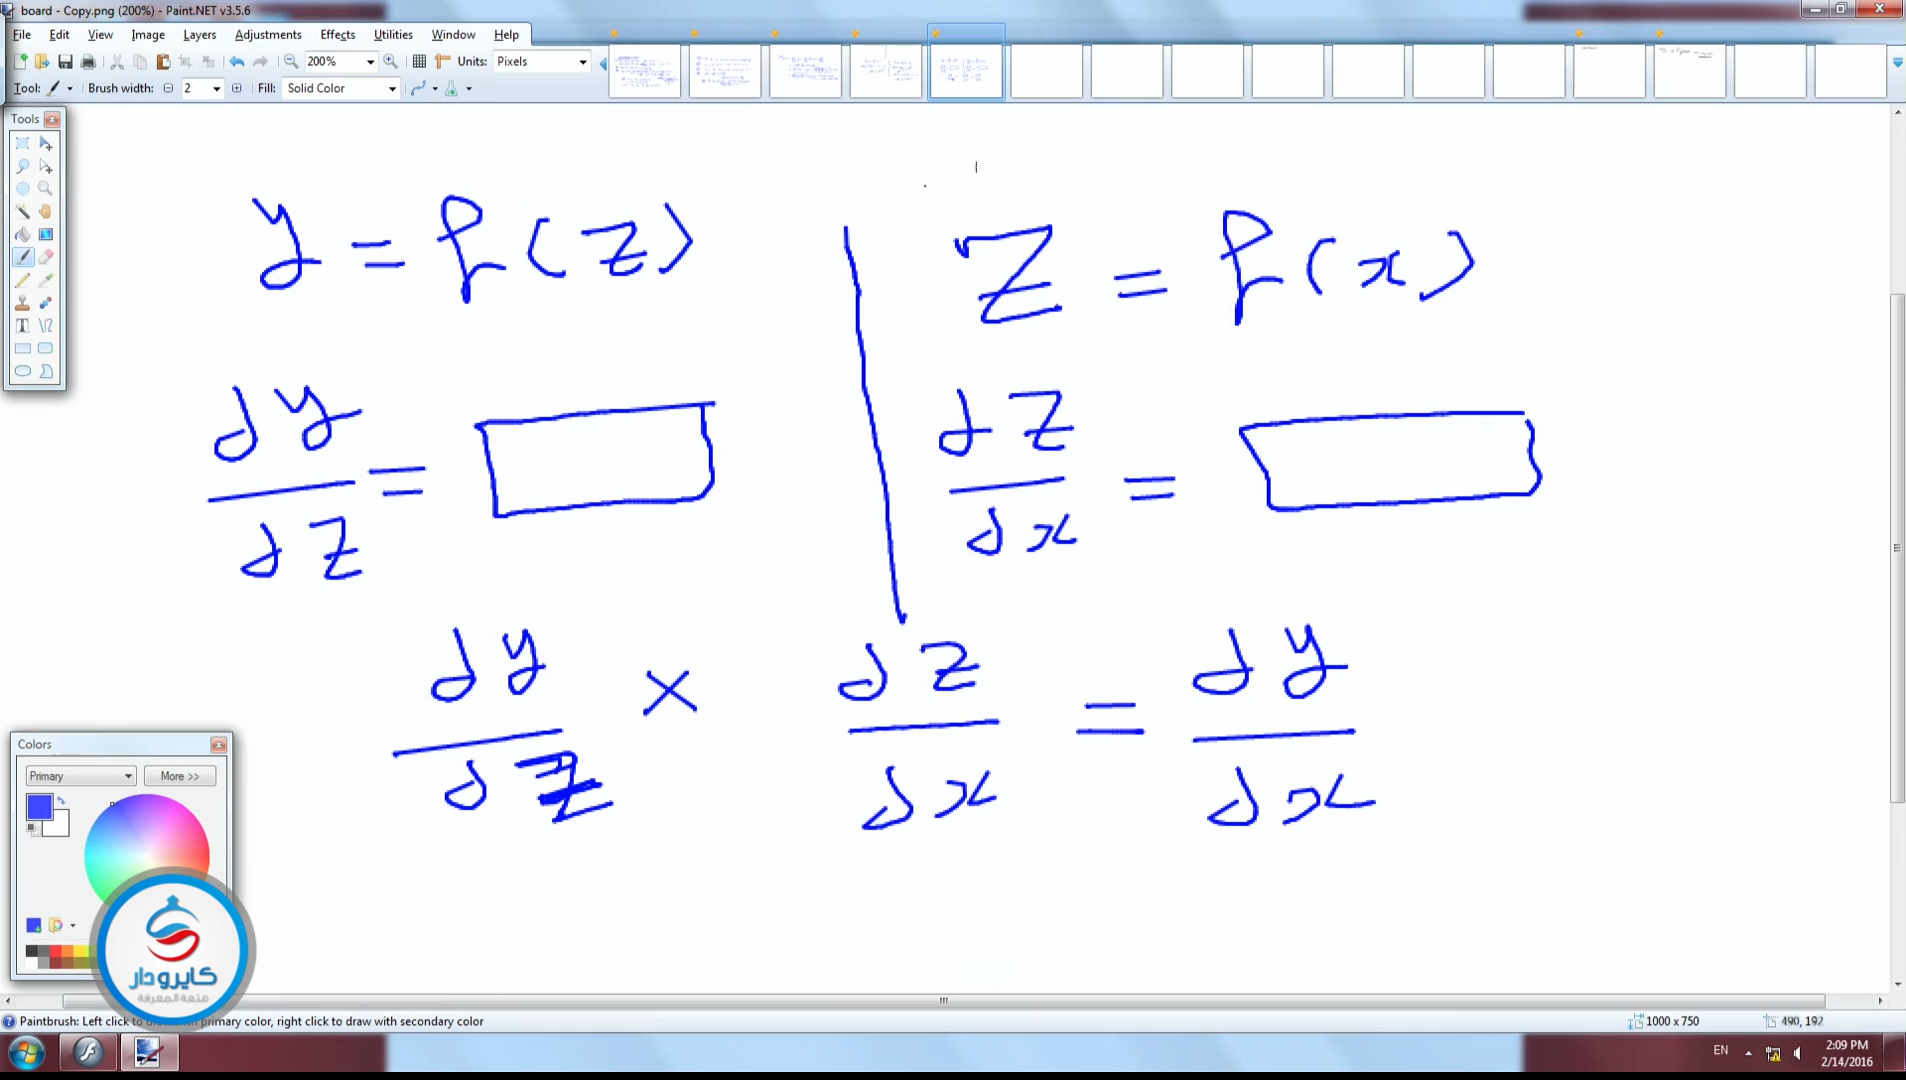 board - Copy.png (200%) - Paint.NET v3.5.6
File Edit View Image Layers Adjustments Effects Utilities Window Help
200% Units: Pixels
Tool: Brush width: 2 Fill: Solid Color
Tools
y = f(z)
Z = f(x)
dy/dz =
dz/dx =
dy/dz × dz/dx = dy/dx
Colors
Primary More >>
كايرودار
متعة المعرفة
Paintbrush: Left click to primary color, right click to draw with secondary color
1000 x 750
490, 192
EN
2:09 PM
2/14/2016